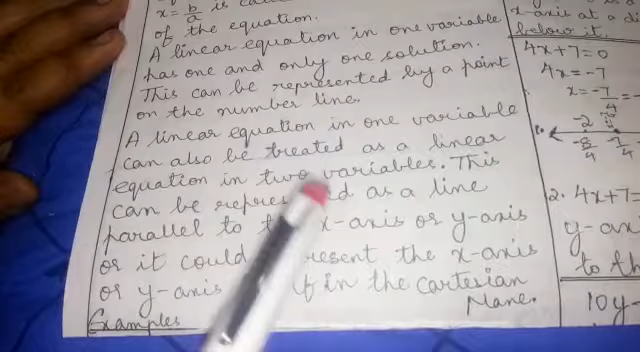 x = b/a is
of the equation.
A linear equation in one variable
has one and only one solution.
This can be represented by a point
on the number line.
A linear equation in one variable
can also be treated as a linear
equation in two variables. This
can be as a line
parallel to x-axis or y-axis
or it could the x-axis
or y-axis in the cartesian
Plane.
Examples
x-axis at a
below it.
4x+7=0
4x=-7
x=-7/4
-2
-8/4 -7/4
2. 4x+7=
y-ax
to th
10y-